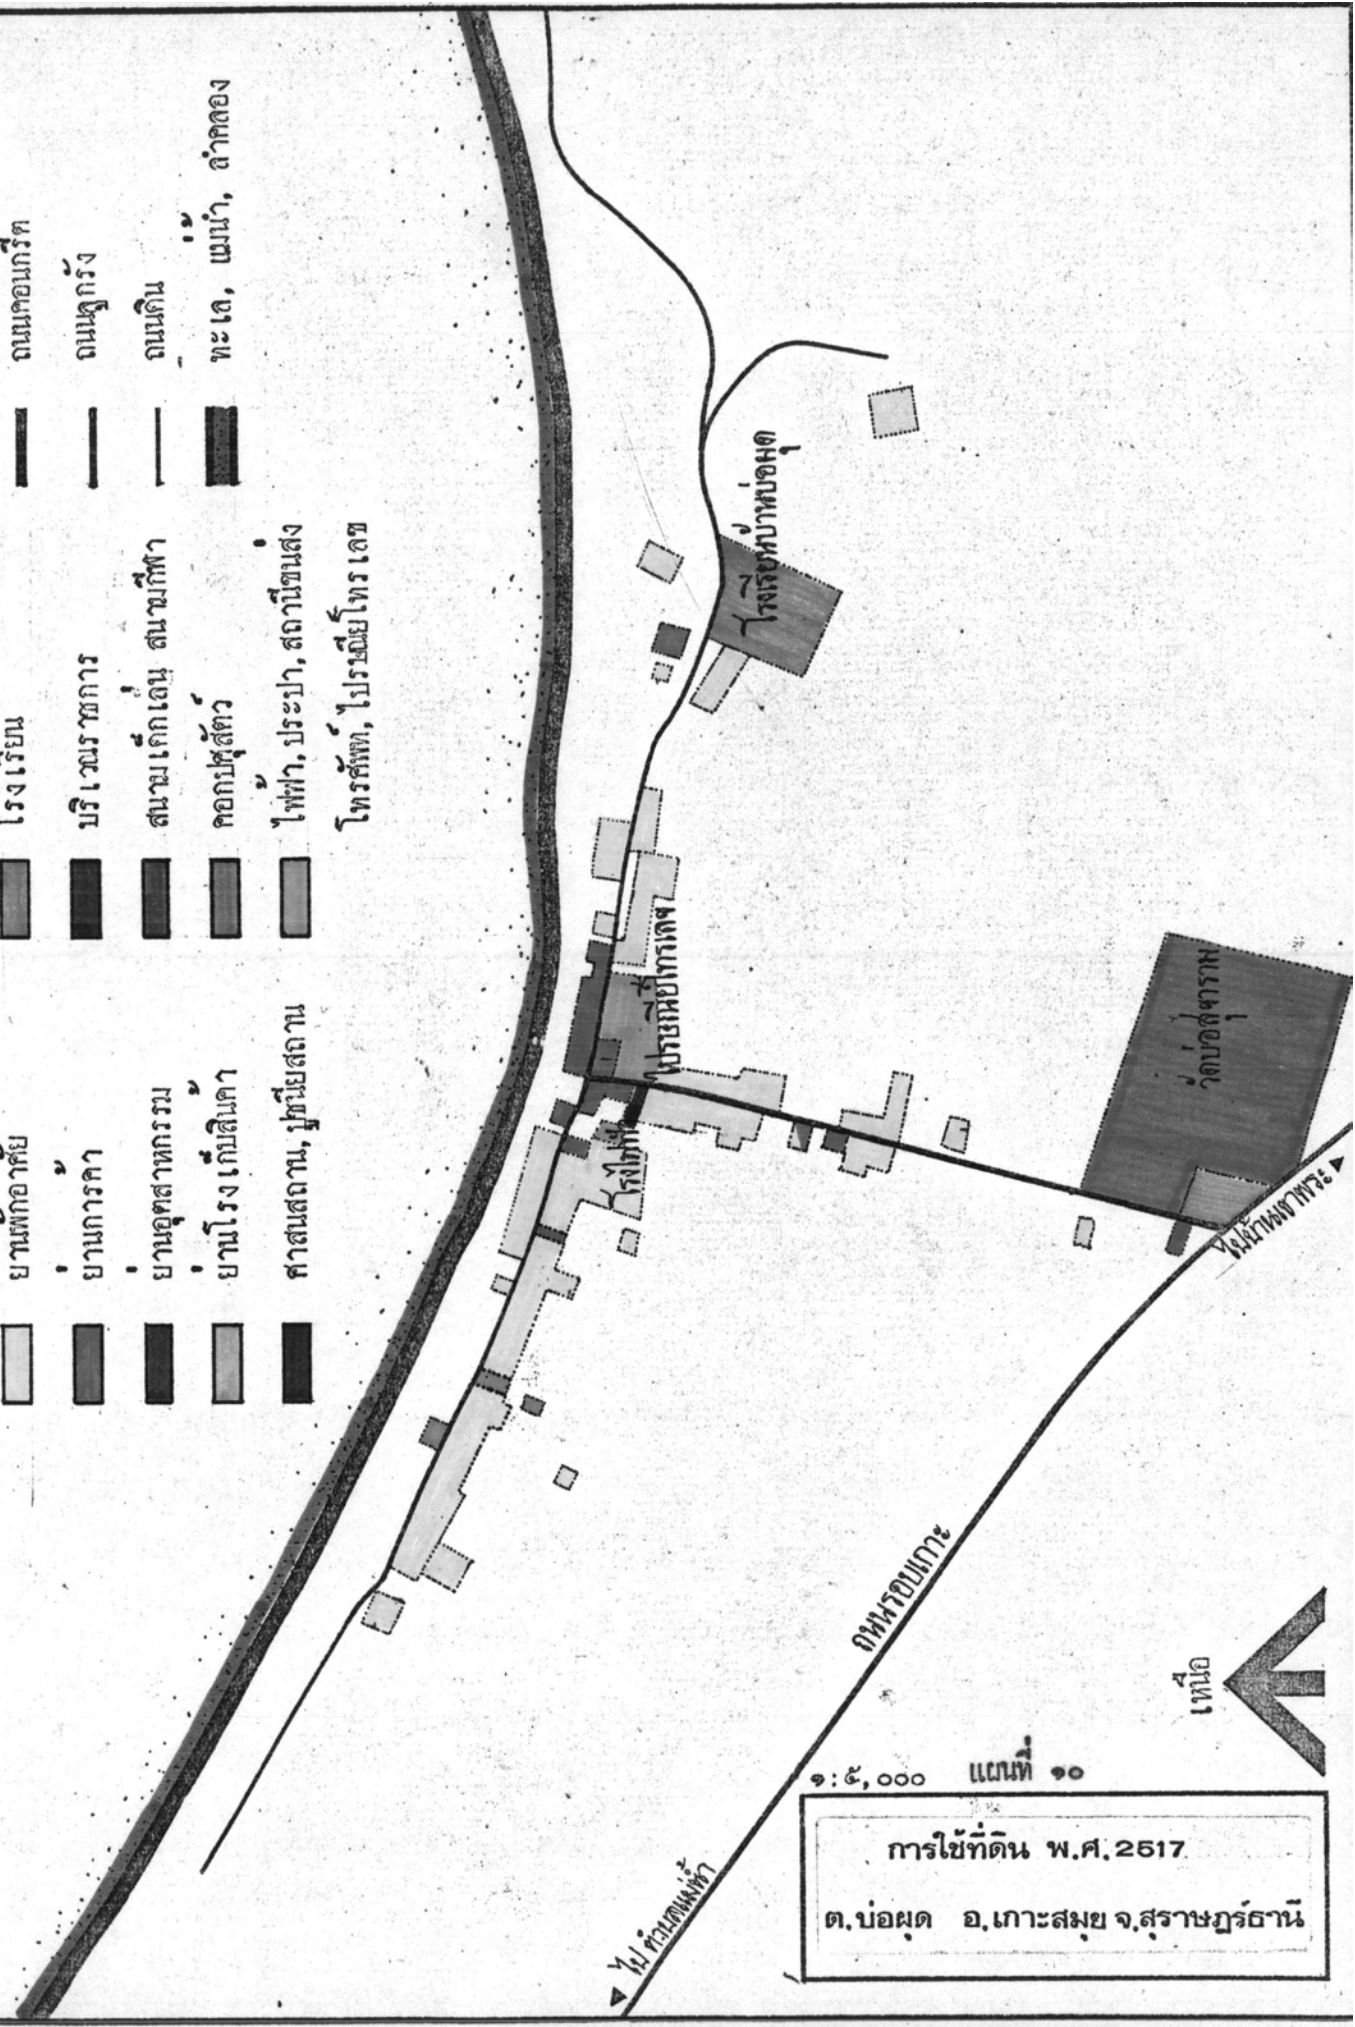 ย่านพักอาศัย
ย่านการค้า
ย่านอุตสาหกรรม
ย่านโรงเก็บสินค้า
ศาสนสถาน, ปูชนียสถาน
โรงเรียน
บริเวณราชการ
สนามเด็กเล่น สนามกีฬา
คอกปศุสัตว์
ไฟฟ้า, ประปา, สถานีขนส่ง
โทรศัพท์, ไปรษณีย์โทรเลข
ถนนคอนกรีต
ถนนลูกรัง
ถนนดิน
ทะเล, แม่น้ำ, ลำคลอง
โรงเรียนบ้านบ่อผุด
ไปรษณีย์โทรเลข
โรงไฟฟ้า
วัดบ่อสุขาราม
ไปบ้านเขาพระ
ถนนรอบเกาะ
ไปตำบลแม่น้ำ
เหนือ
๑:๕,๐๐๐ แผนที่ ๑๐
การใช้ที่ดิน พ.ศ.2517
ต.บ่อผุด อ.เกาะสมุย จ.สุราษฎร์ธานี